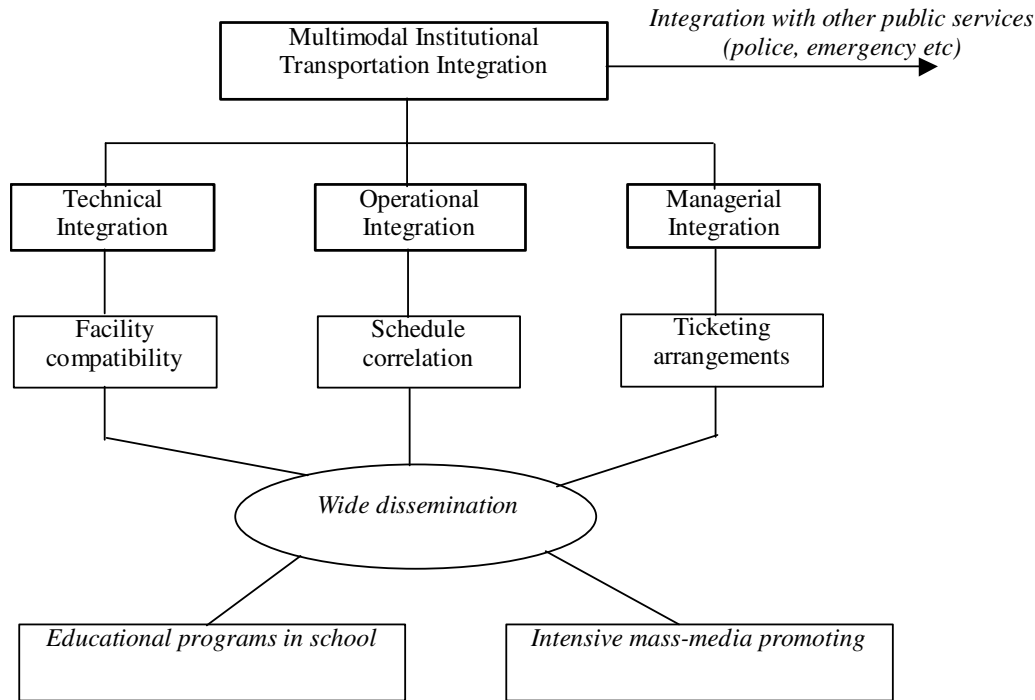 Integration with other public services
(police, emergency etc)
Multimodal Institutional
Transportation Integration
Technical
Integration
Operational
Integration
Managerial
Integration
Facility
compatibility
Schedule
correlation
Ticketing
arrangements
Wide dissemination
Educational programs in school
Intensive mass-media promoting